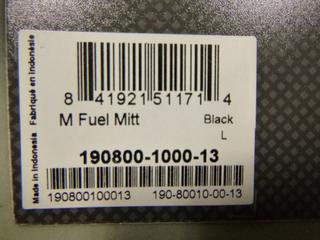 8 41921 51171 4
M Fuel Mitt Black
L
190800-1000-13
190800100013 190-80010-00-13
Made in Indonesia Fabriqué en Indonésie